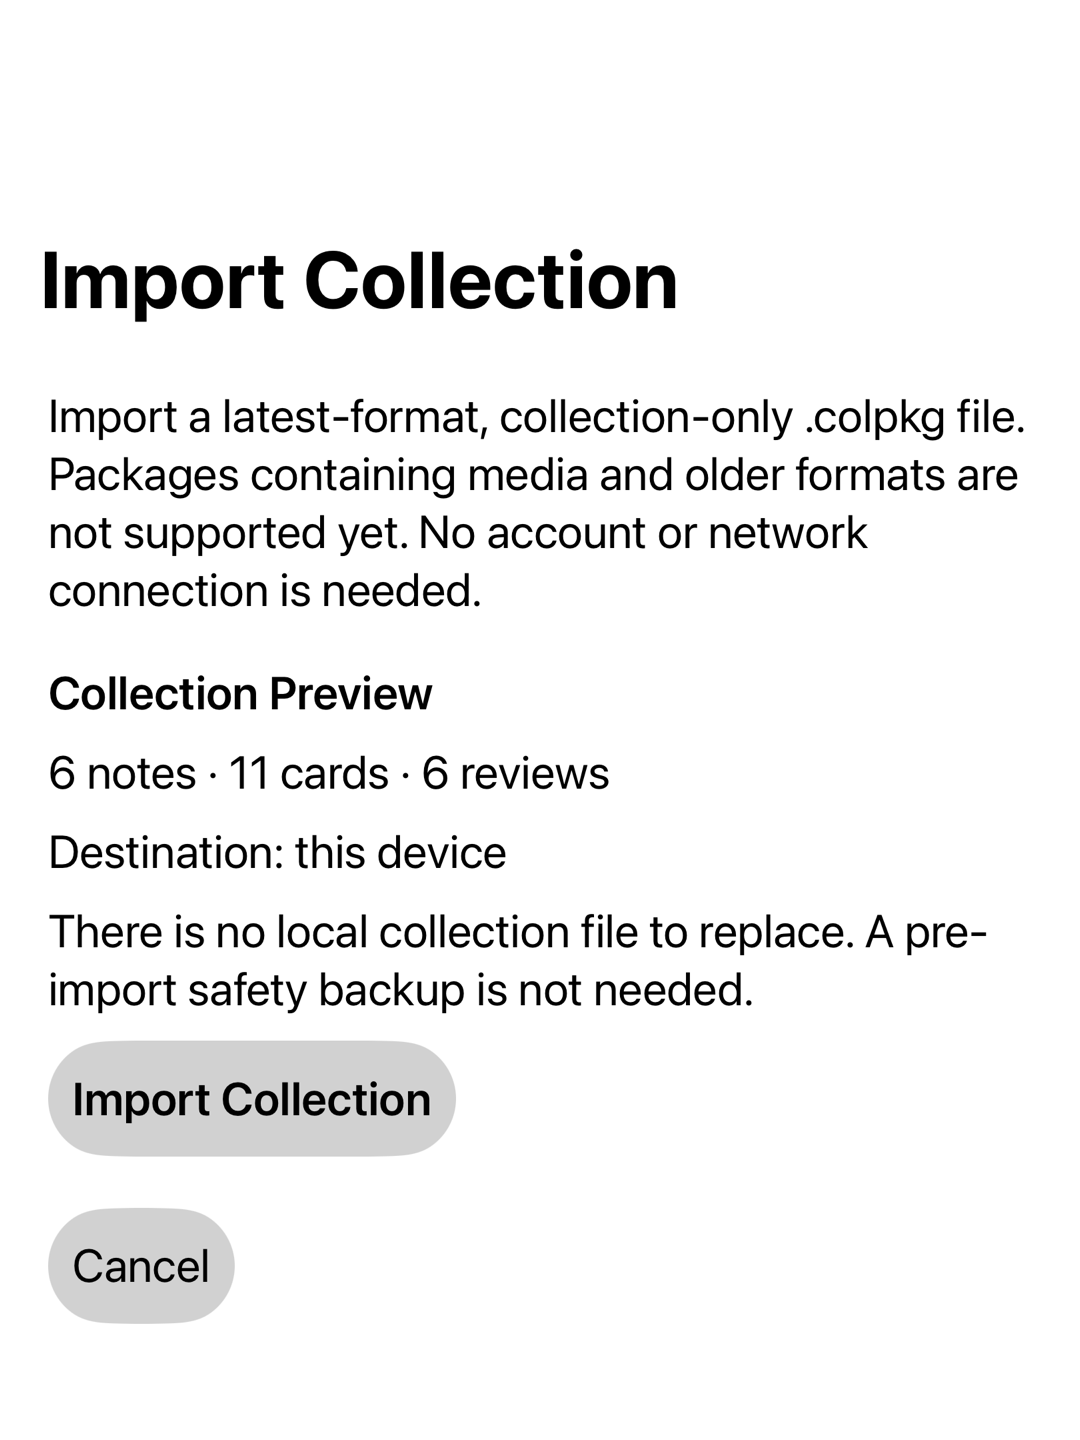 Import Collection
Import a latest-format, collection-only .colpkg file.
Packages containing media and older formats are
not supported yet. No account or network
connection is needed.
Collection Preview
6 notes · 11 cards · 6 reviews
Destination: this device
There is no local collection file to replace. A pre-
import safety backup is not needed.
Import Collection
Cancel